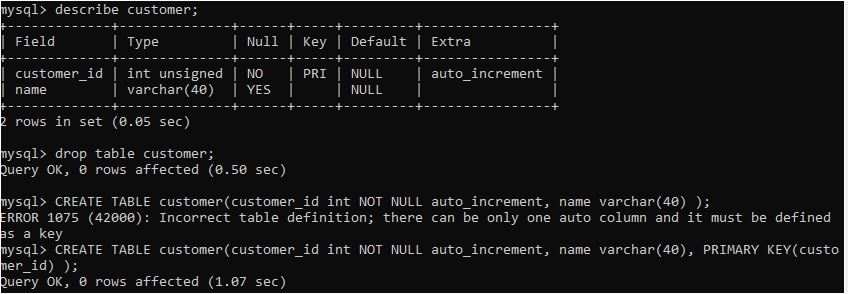 mysql> describe customer;
+-------------+--------------+------+-----+---------+----------------+
| Field       | Type         | Null | Key | Default | Extra          |
+-------------+--------------+------+-----+---------+----------------+
| customer_id | int unsigned | NO   | PRI | NULL    | auto_increment |
| name        | varchar(40)  | YES  |     | NULL    |                |
+-------------+--------------+------+-----+---------+----------------+
2 rows in set (0.05 sec)
mysql> drop table customer;
Query OK, 0 rows affected (0.50 sec)
mysql> CREATE TABLE customer(customer_id int NOT NULL auto_increment, name varchar(40) );
ERROR 1075 (42000): Incorrect table definition; there can be only one auto column and it must be defined
as a key
mysql> CREATE TABLE customer(customer_id int NOT NULL auto_increment, name varchar(40), PRIMARY KEY(custo
mer_id) );
Query OK, 0 rows affected (1.07 sec)